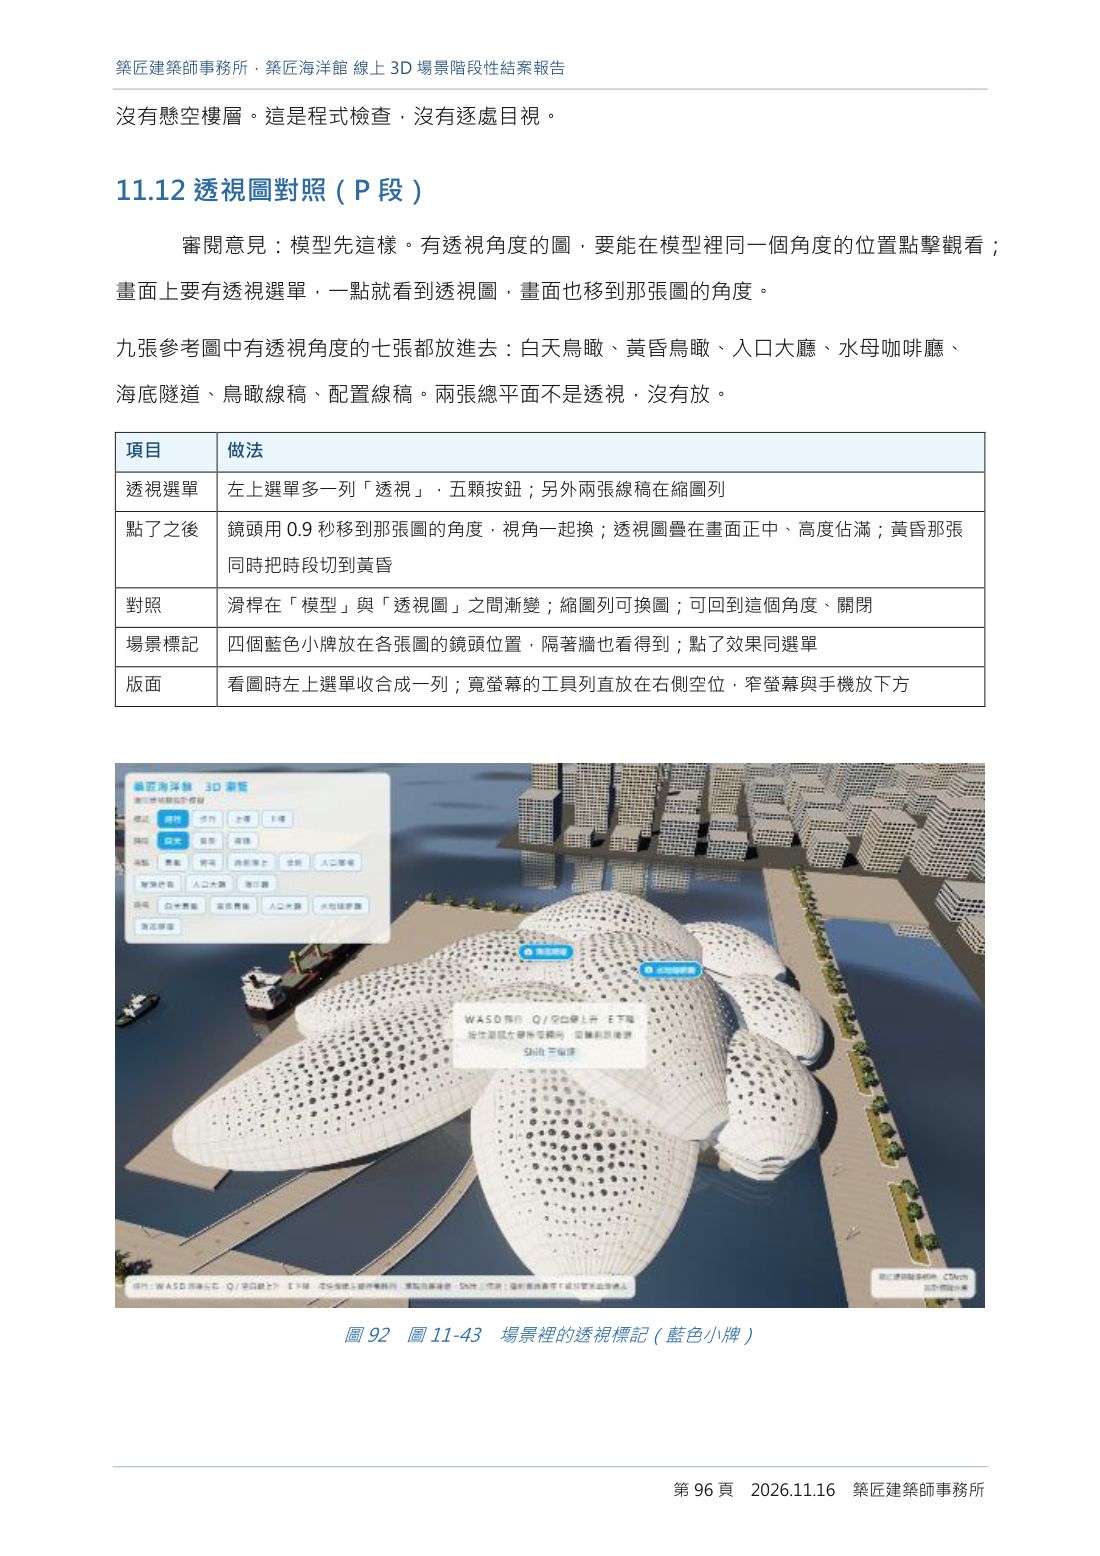 築匠建築師事務所．築匠海洋館 線上 3D 場景階段性結案報告
沒有懸空樓層。這是程式檢查，沒有逐處目視。
11.12 透視圖對照（P 段）
審閱意見：模型先這樣。有透視角度的圖，要能在模型裡同一個角度的位置點擊觀看；
畫面上要有透視選單，一點就看到透視圖，畫面也移到那張圖的角度。
九張參考圖中有透視角度的七張都放進去：白天鳥瞰、黃昏鳥瞰、入口大廳、水母咖啡廳、
海底隧道、鳥瞰線稿、配置線稿。兩張總平面不是透視，沒有放。
項目 做法
透視選單 左上選單多一列「透視」，五顆按鈕；另外兩張線稿在縮圖列
點了之後 鏡頭用 0.9 秒移到那張圖的角度，視角一起換；透視圖疊在畫面正中、高度佔滿；黃昏那張
同時把時段切到黃昏
對照 滑桿在「模型」與「透視圖」之間漸變；縮圖列可換圖；可回到這個角度、關閉
場景標記 四個藍色小牌放在各張圖的鏡頭位置，隔著牆也看得到；點了效果同選單
版面 看圖時左上選單收合成一列；寬螢幕的工具列直放在右側空位，窄螢幕與手機放下方
築匠海洋館 3D 瀏覽
白天
入口大廳
海底隧道
WASD 飛行 Q / 空白鍵上升 E 下降
Shift 三倍速
圖 92 圖 11-43 場景裡的透視標記（藍色小牌）
第 96 頁 2026.11.16 築匠建築師事務所